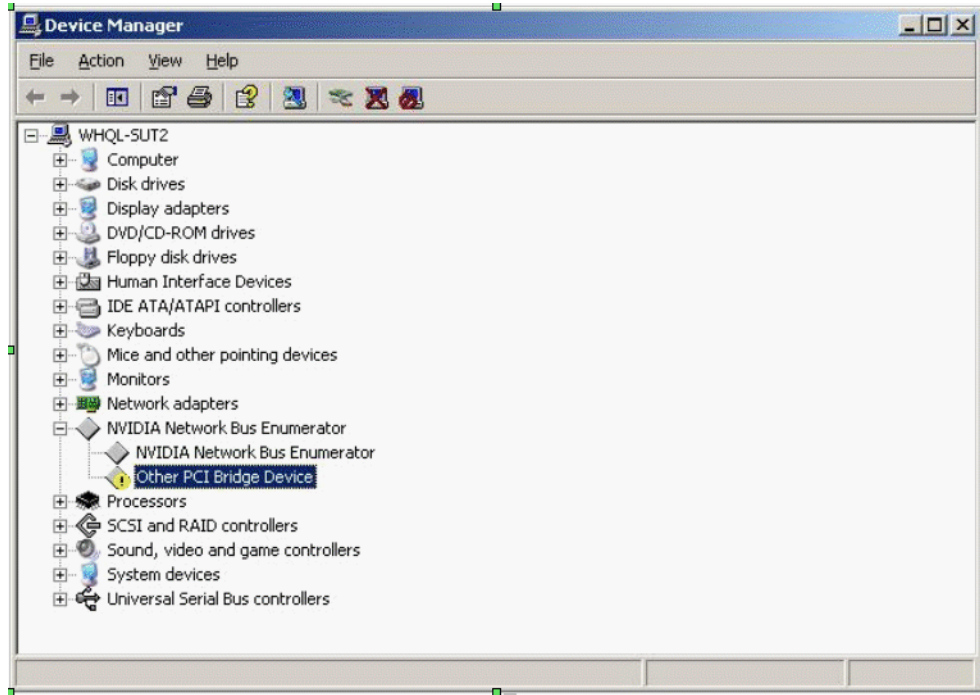 Device Manager
File Action View Help
WHQL-SUT2
Computer
Disk drives
Display adapters
DVD/CD-ROM drives
Floppy disk drives
Human Interface Devices
IDE ATA/ATAPI controllers
Keyboards
Mice and other pointing devices
Monitors
Network adapters
NVIDIA Network Bus Enumerator
NVIDIA Network Bus Enumerator
Other PCI Bridge Device
Processors
SCSI and RAID controllers
Sound, video and game controllers
System devices
Universal Serial Bus controllers